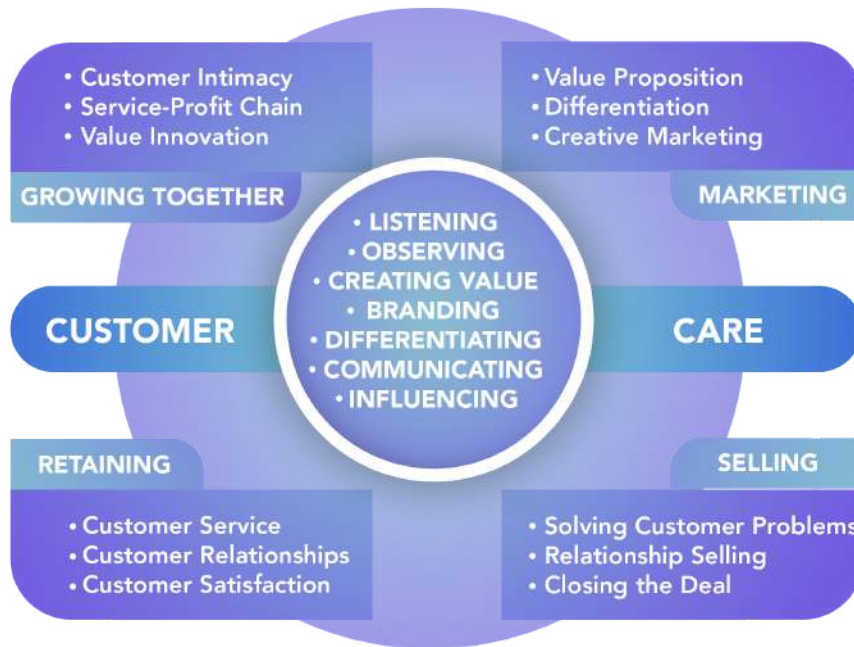 • Customer Intimacy
• Service-Profit Chain
• Value Innovation
GROWING TOGETHER
• Value Proposition
• Differentiation
• Creative Marketing
MARKETING
CUSTOMER
• LISTENING
• OBSERVING
• CREATING VALUE
• BRANDING
• DIFFERENTIATING
• COMMUNICATING
• INFLUENCING
CARE
RETAINING
• Customer Service
• Customer Relationships
• Customer Satisfaction
SELLING
• Solving Customer Problems
• Relationship Selling
• Closing the Deal